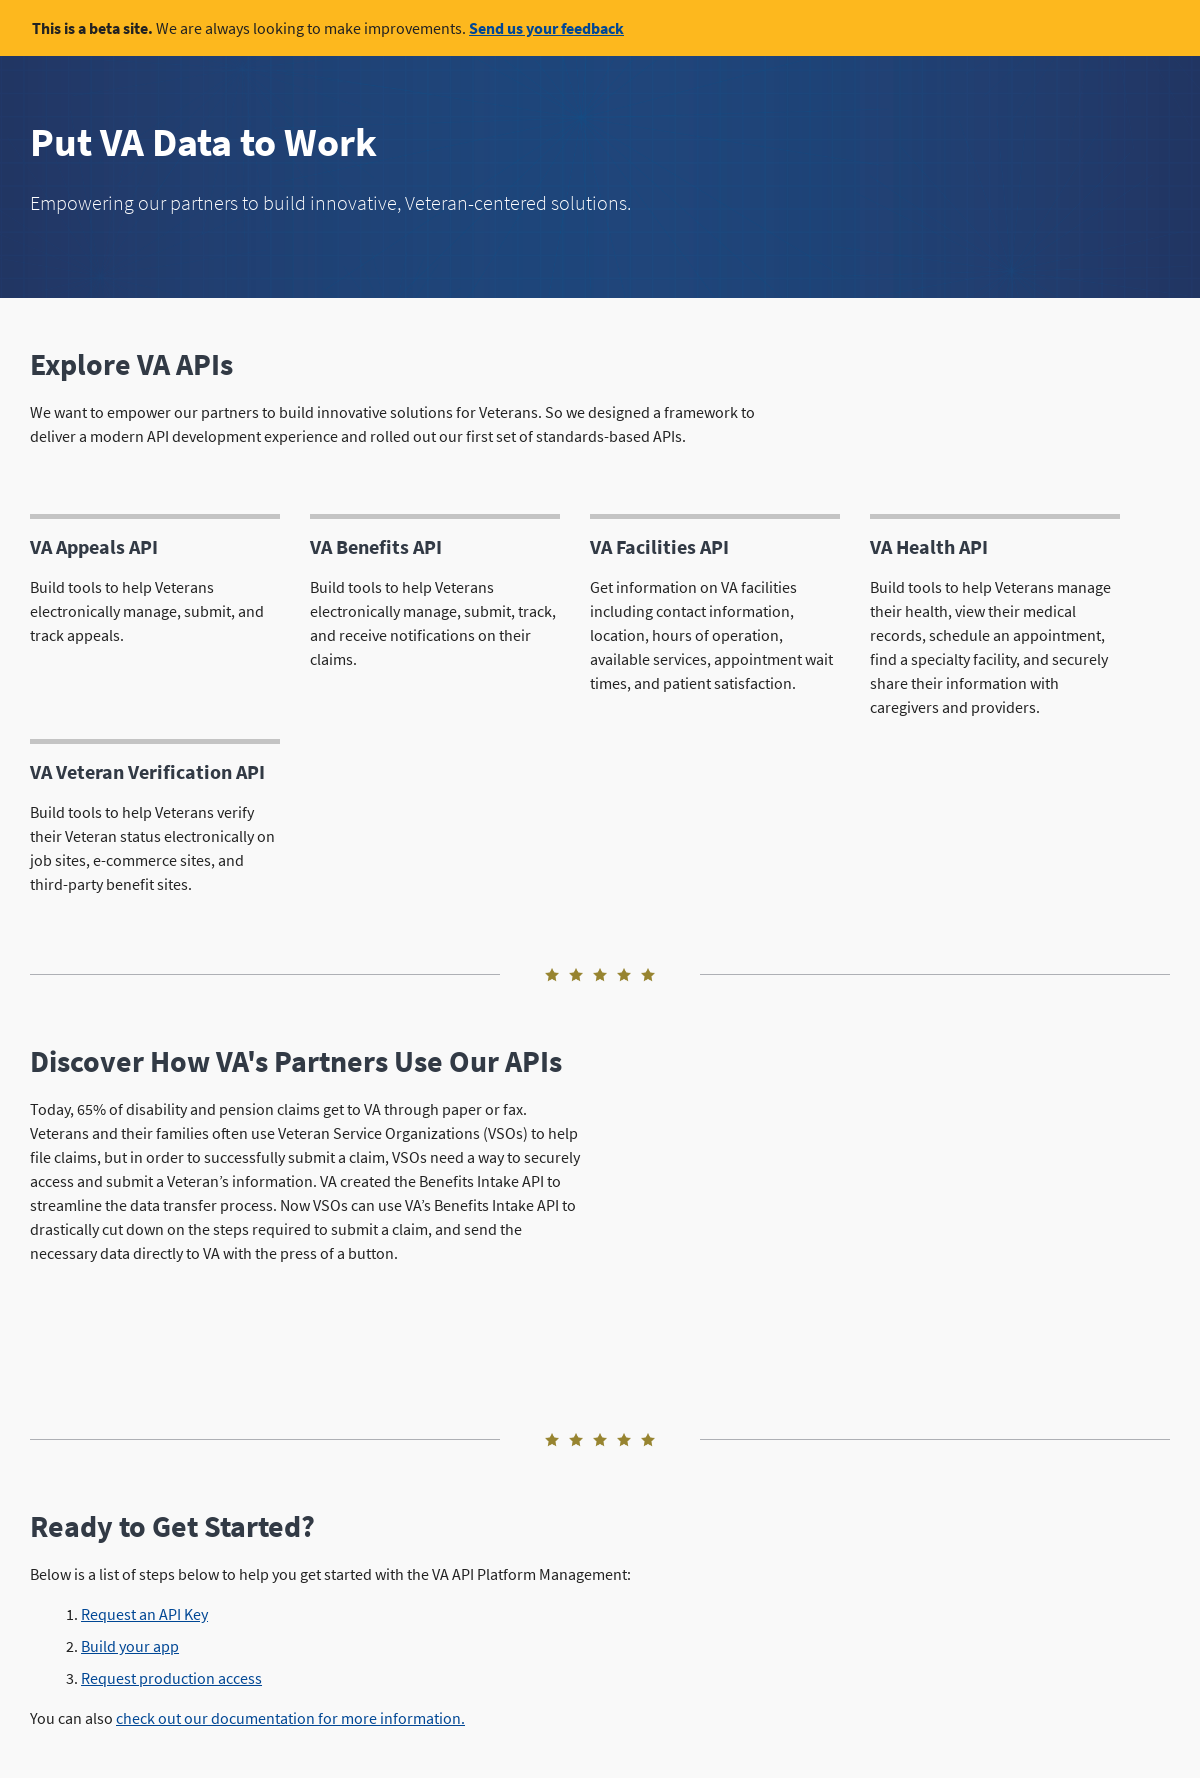 This is a beta site. We are always looking to make improvements. Send us your feedback
Put VA Data to Work
Empowering our partners to build innovative, Veteran-centered solutions.
Explore VA APIs
We want to empower our partners to build innovative solutions for Veterans. So we designed a framework to
deliver a modern API development experience and rolled out our first set of standards-based APIs.
VA Appeals API
Build tools to help Veterans
electronically manage, submit, and
track appeals.
VA Benefits API
Build tools to help Veterans
electronically manage, submit, track,
and receive notifications on their
claims.
VA Facilities API
Get information on VA facilities
including contact information,
location, hours of operation,
available services, appointment wait
times, and patient satisfaction.
VA Health API
Build tools to help Veterans manage
their health, view their medical
records, schedule an appointment,
find a specialty facility, and securely
share their information with
caregivers and providers.
VA Veteran Verification API
Build tools to help Veterans verify
their Veteran status electronically on
job sites, e-commerce sites, and
third-party benefit sites.
Discover How VA's Partners Use Our APIs
Today, 65% of disability and pension claims get to VA through paper or fax.
Veterans and their families often use Veteran Service Organizations (VSOs) to help
file claims, but in order to successfully submit a claim, VSOs need a way to securely
access and submit a Veteran’s information. VA created the Benefits Intake API to
streamline the data transfer process. Now VSOs can use VA’s Benefits Intake API to
drastically cut down on the steps required to submit a claim, and send the
necessary data directly to VA with the press of a button.
Ready to Get Started?
Below is a list of steps below to help you get started with the VA API Platform Management:
1. Request an API Key
2. Build your app
3. Request production access
You can also check out our documentation for more information.